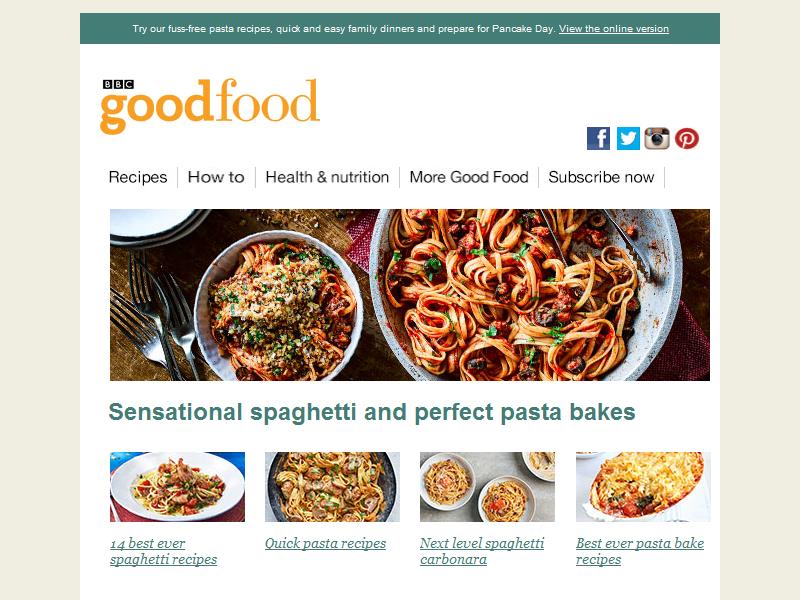 Try our fuss-free pasta recipes, quick and easy family dinners and prepare for Pancake Day. View the online version
BBC
goodfood
Recipes How to Health & nutrition More Good Food Subscribe now
Sensational spaghetti and perfect pasta bakes
14 best ever
spaghetti recipes
Quick pasta recipes
Next level spaghetti
carbonara
Best ever pasta bake
recipes